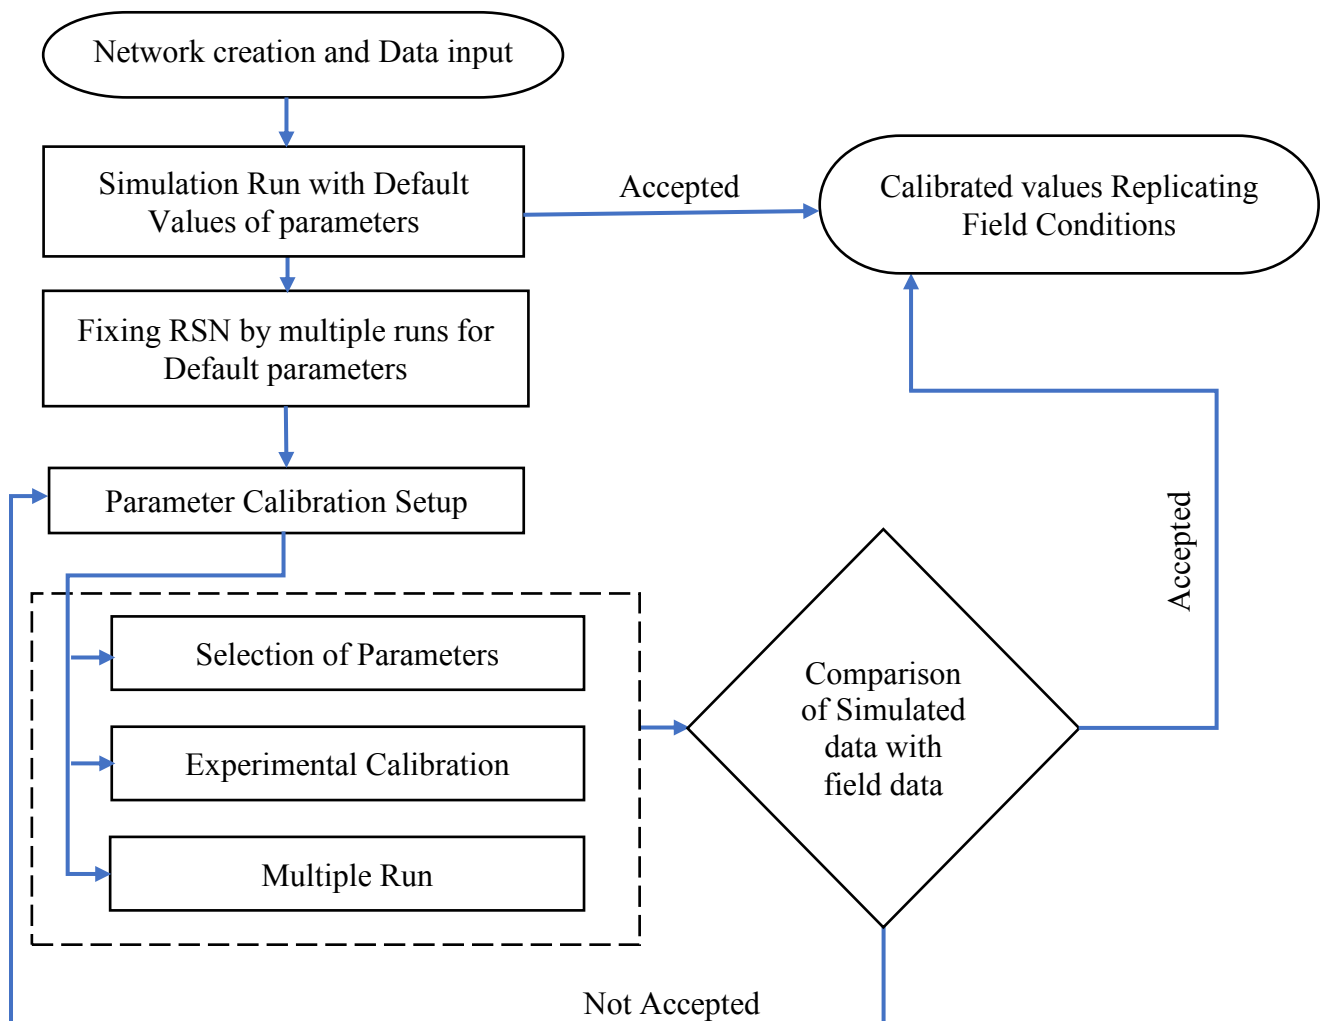 Network creation and Data input
Simulation Run with Default
Values of parameters
Accepted
Calibrated values Replicating
Field Conditions
Fixing RSN by multiple runs for
Default parameters
Parameter Calibration Setup
Selection of Parameters
Experimental Calibration
Multiple Run
Comparison
of Simulated
data with
field data
Accepted
Not Accepted